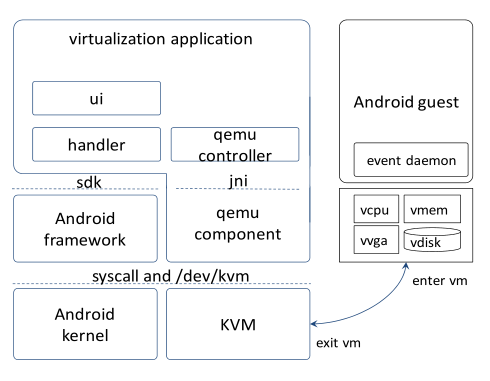 virtualization application
ui
handler
qemu
controller
sdk
jni
Android
framework
qemu
component
syscall and /dev/kvm
Android
kernel
KVM
Android guest
event daemon
vcpu
vmem
vvga
vdisk
enter vm
exit vm